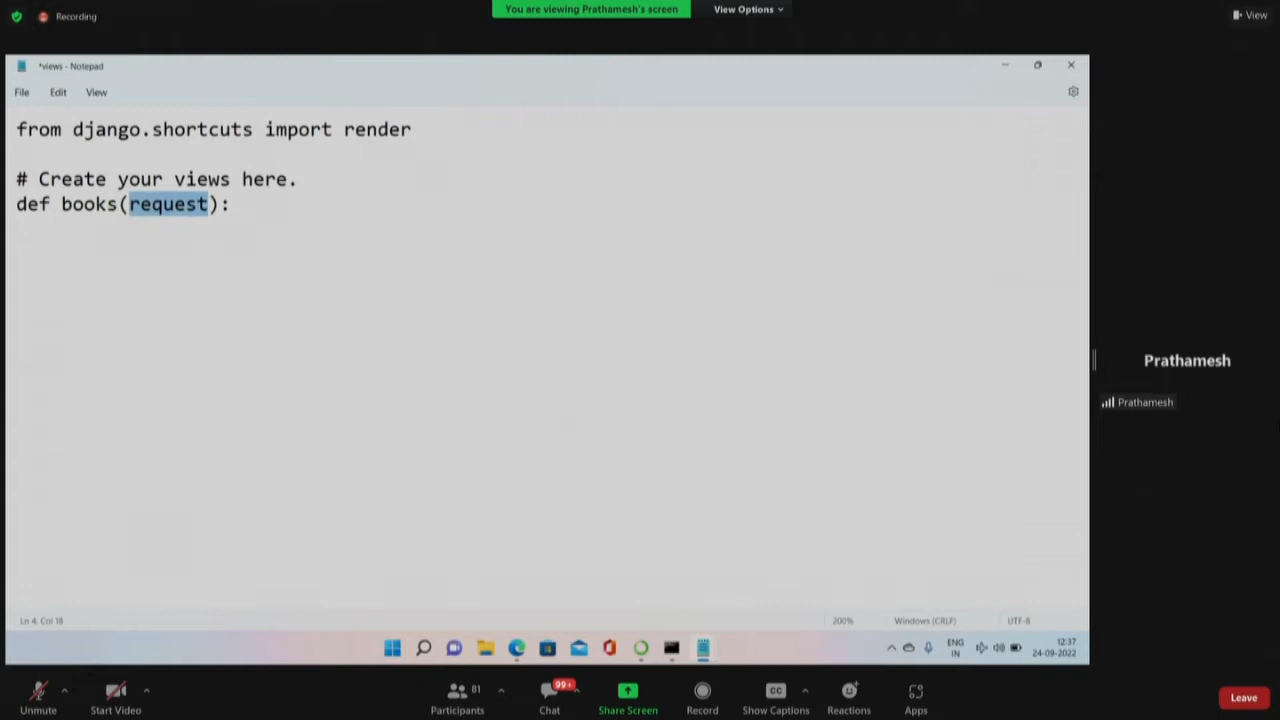 Recording
You are viewing Prathamesh's screen
View Options
View
*views - Notepad
File Edit View
from django.shortcuts import render
# Create your views here.
def books(request):
Prathamesh
Prathamesh
Ln 4, Col 18
200%
Windows (CRLF)
UTF-8
ENG
IN
12:37
24-09-2022
Unmute
Start Video
81
Participants
99+
Chat
Share Screen
Record
CC
Show Captions
Reactions
Apps
Leave